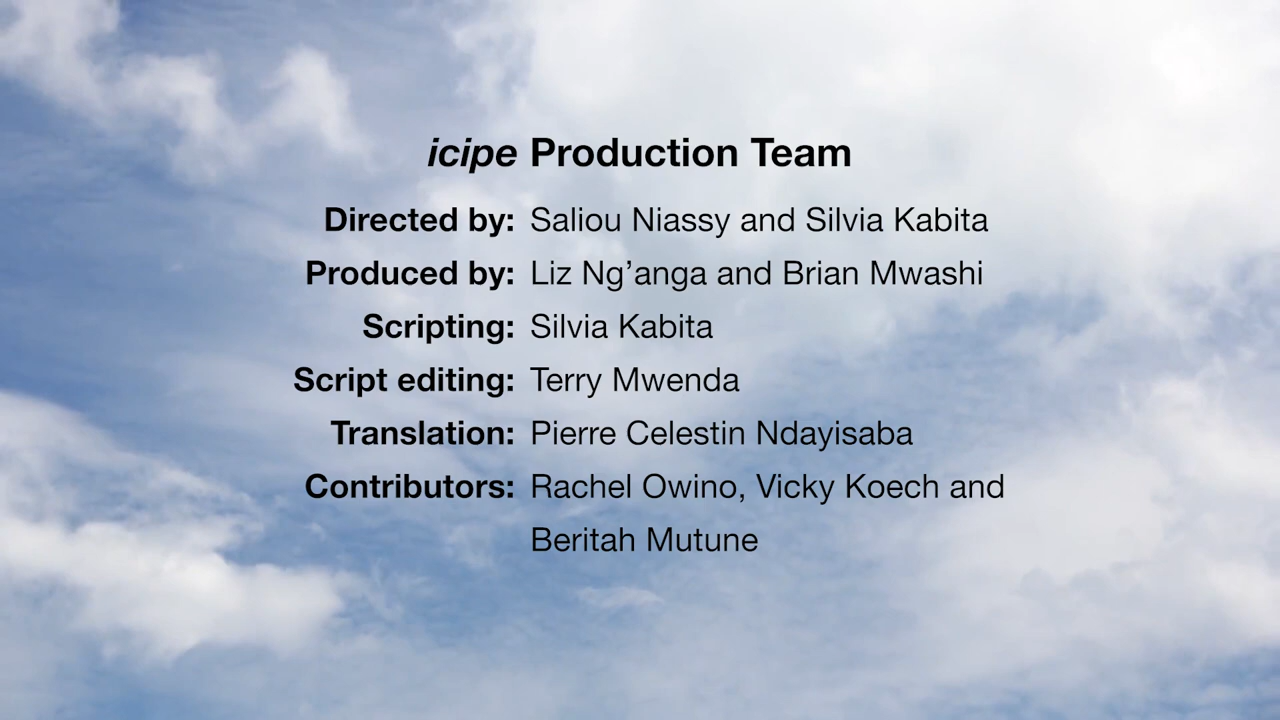 icipe Production Team
Directed by: Saliou Niassy and Silvia Kabita
Produced by: Liz Ng’anga and Brian Mwashi
Scripting: Silvia Kabita
Script editing: Terry Mwenda
Translation: Pierre Celestin Ndayisaba
Contributors: Rachel Owino, Vicky Koech and
Beritah Mutune